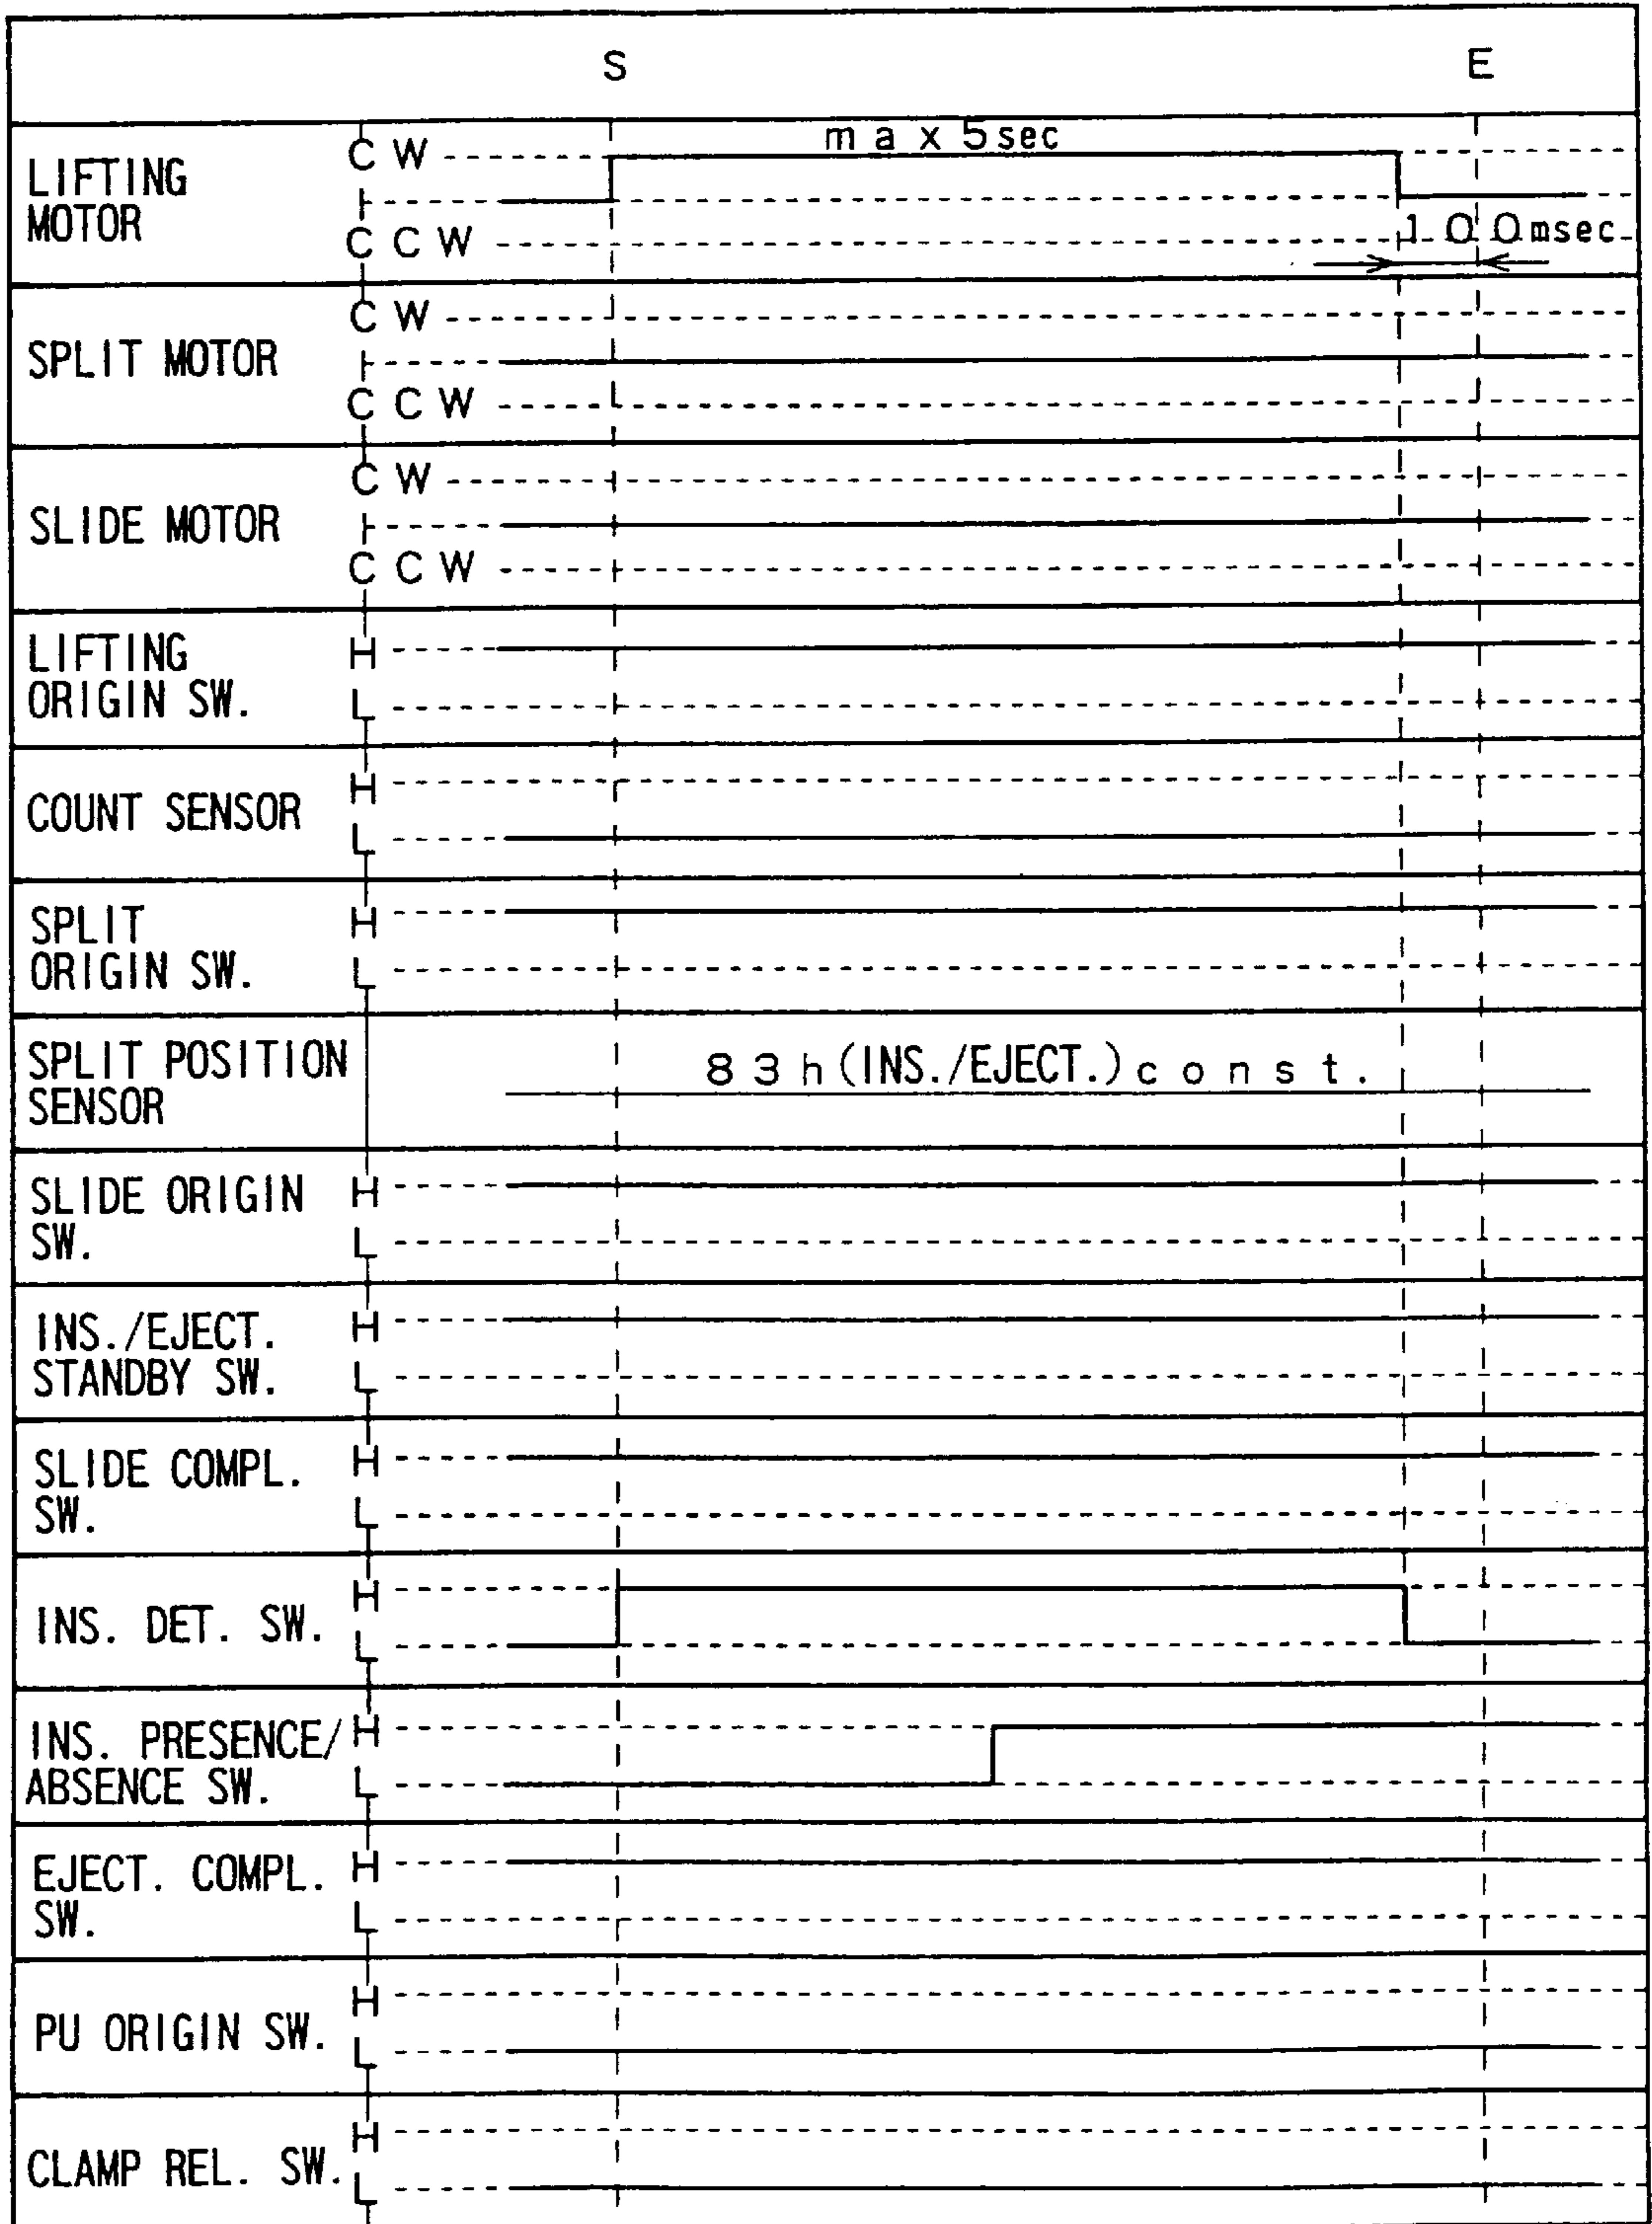 S E
LIFTING
MOTOR
CW
max 5sec
CCW
100msec
SPLIT MOTOR
CW
CCW
SLIDE MOTOR
CW
CCW
LIFTING
ORIGIN SW.
H
L
COUNT SENSOR
H
L
SPLIT
ORIGIN SW.
H
L
SPLIT POSITION
SENSOR
83h(INS./EJECT.)const.
SLIDE ORIGIN
SW.
H
L
INS./EJECT.
STANDBY SW.
H
L
SLIDE COMPL.
SW.
H
L
INS. DET. SW.
H
L
INS. PRESENCE/
ABSENCE SW.
H
L
EJECT. COMPL.
SW.
H
L
PU ORIGIN SW.
H
L
CLAMP REL. SW.
H
L